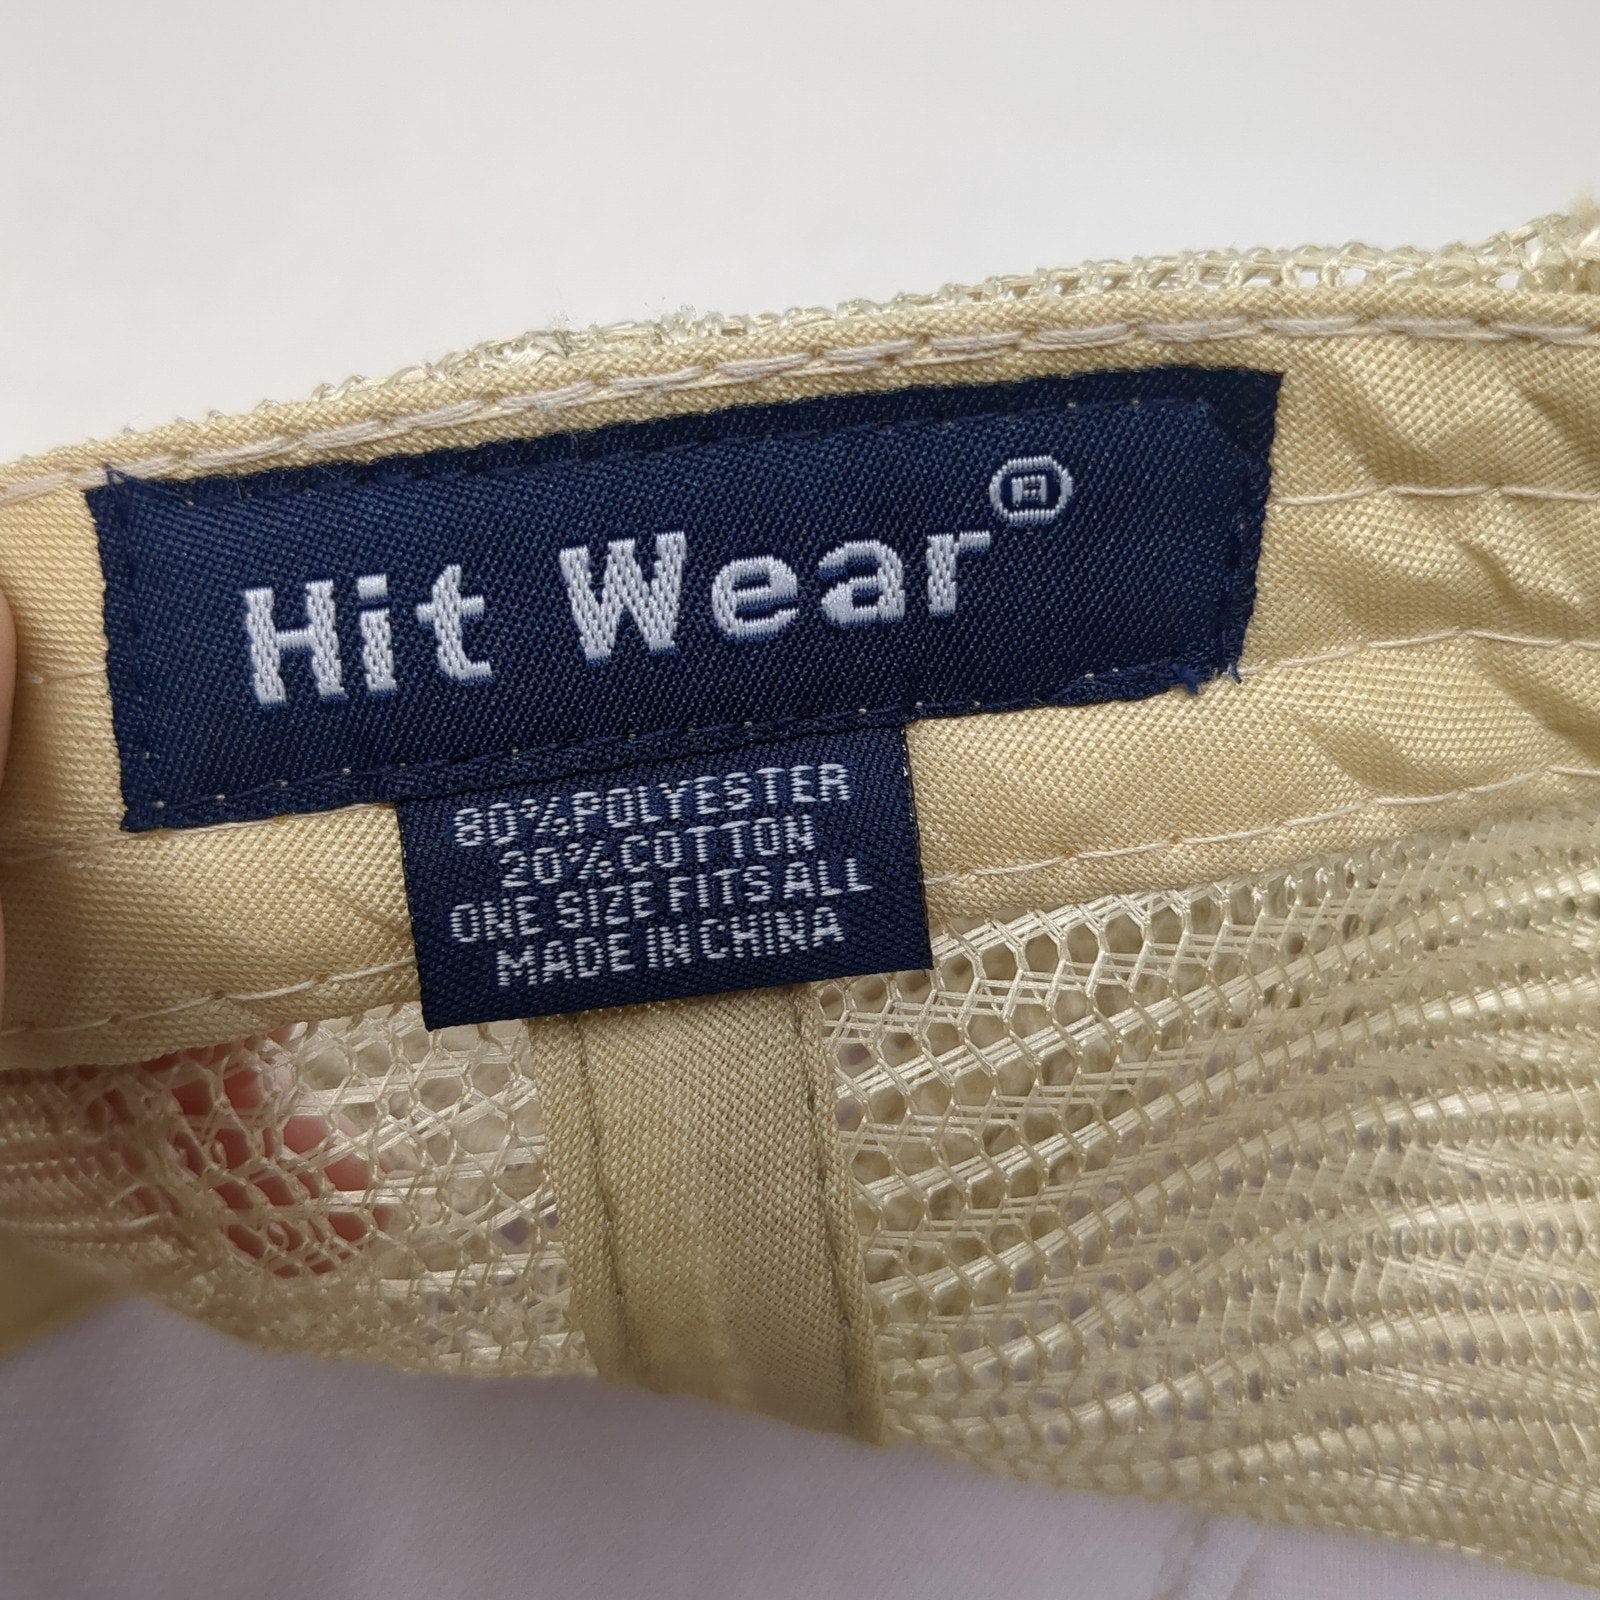 Hit Wear®
80% POLYESTER
20% COTTON
ONE SIZE FITS ALL
MADE IN CHINA